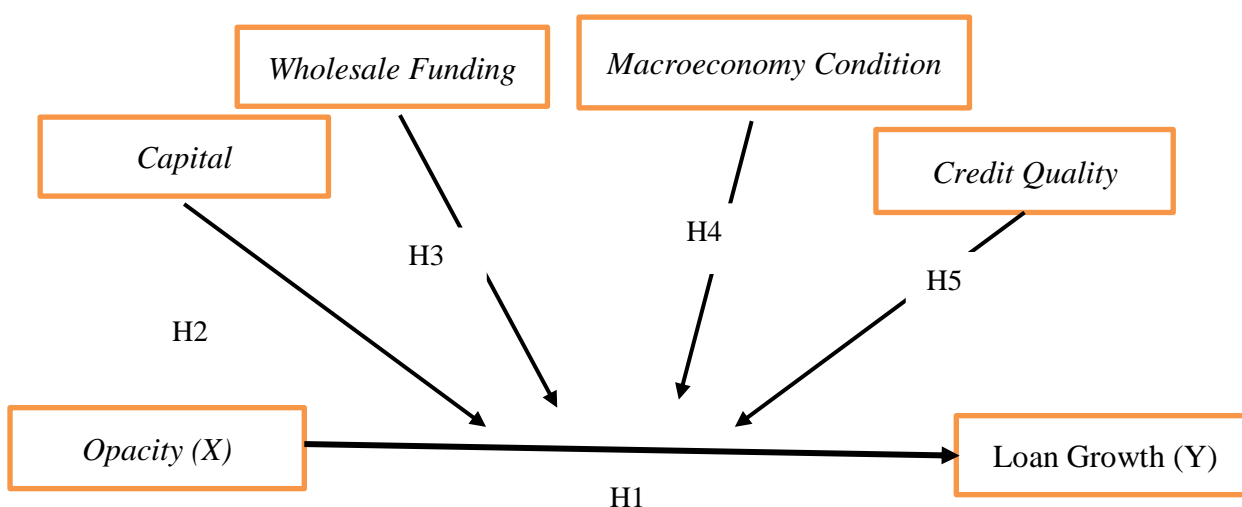 Wholesale Funding
Macroeconomy Condition
Capital
Credit Quality
H3
H4
H5
H2
Opacity (X)
Loan Growth (Y)
H1